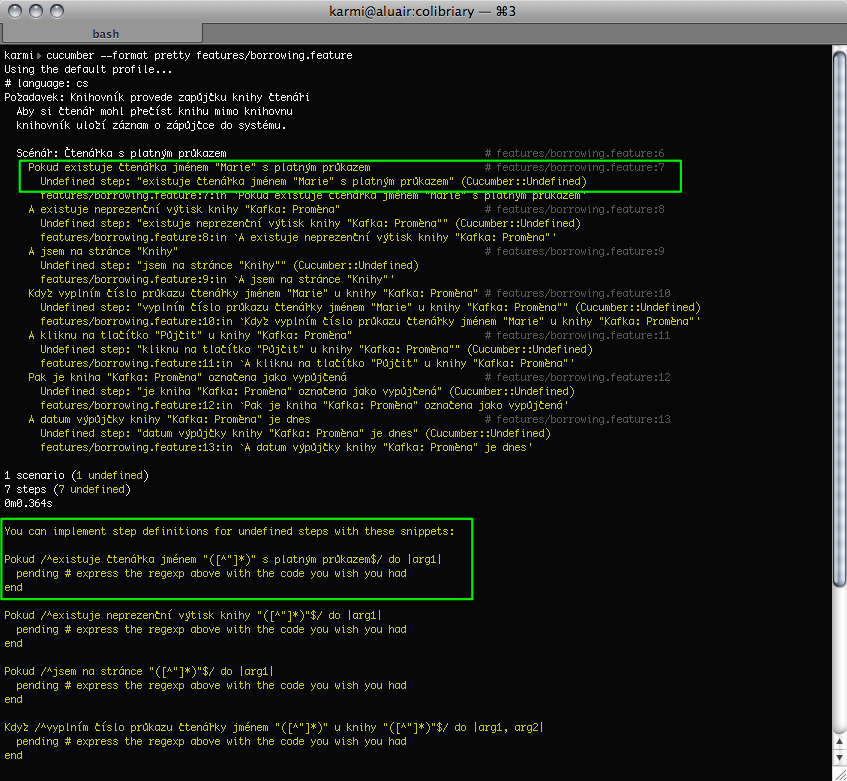 karmi@aluair:colibriary — ⌘3
bash
karmi▸ cucumber --format pretty features/borrowing.feature
Using the default profile...
# language: cs
Požadavek: Knihovník provede zapůjčku knihy čtenáři
Aby si čtenář mohl přečíst knihu mimo knihovnu
knihovník uloží záznam o zápůjčce do systému.
Scénář: Čtenářka s platným průkazem # features/borrowing.feature:6
Pokud existuje čtenářka jménem "Marie" s platným průkazem # features/borrowing.feature:7
Undefined step: "existuje čtenářka jménem "Marie" s platným průkazem" (Cucumber::Undefined)
features/borrowing.feature:7:in `Pokud existuje čtenářka jménem "Marie" s platným průkazem'
A existuje neprezenční výtisk knihy "Kafka: Proměna" # features/borrowing.feature:8
Undefined step: "existuje neprezenční výtisk knihy "Kafka: Proměna"" (Cucumber::Undefined)
features/borrowing.feature:8:in `A existuje neprezenční výtisk knihy "Kafka: Proměna"'
A jsem na stránce "Knihy" # features/borrowing.feature:9
Undefined step: "jsem na stránce "Knihy"" (Cucumber::Undefined)
features/borrowing.feature:9:in `A jsem na stránce "Knihy"'
Když vyplním číslo průkazu čtenářky jménem "Marie" u knihy "Kafka: Proměna" # features/borrowing.feature:10
Undefined step: "vyplním číslo průkazu čtenářky jménem "Marie" u knihy "Kafka: Proměna"" (Cucumber::Undefined)
features/borrowing.feature:10:in `Když vyplním číslo průkazu čtenářky jménem "Marie" u knihy "Kafka: Proměna"'
A kliknu na tlačítko "Půjčit" u knihy "Kafka: Proměna" # features/borrowing.feature:11
Undefined step: "kliknu na tlačítko "Půjčit" u knihy "Kafka: Proměna"" (Cucumber::Undefined)
features/borrowing.feature:11:in `A kliknu na tlačítko "Půjčit" u knihy "Kafka: Proměna"'
Pak je kniha "Kafka: Proměna" označena jako vypůjčená # features/borrowing.feature:12
Undefined step: "je kniha "Kafka: Proměna" označena jako vypůjčená" (Cucumber::Undefined)
features/borrowing.feature:12:in `Pak je kniha "Kafka: Proměna" označena jako vypůjčená'
A datum výpůjčky knihy "Kafka: Proměna" je dnes # features/borrowing.feature:13
Undefined step: "datum výpůjčky knihy "Kafka: Proměna" je dnes" (Cucumber::Undefined)
features/borrowing.feature:13:in `A datum výpůjčky knihy "Kafka: Proměna" je dnes'
1 scenario (1 undefined)
7 steps (7 undefined)
0m0.364s
You can implement step definitions for undefined steps with these snippets:
Pokud /^existuje čtenářka jménem "([^"]*)" s platným průkazem$/ do |arg1|
pending # express the regexp above with the code you wish you had
end
Pokud /^existuje neprezenční výtisk knihy "([^"]*)"$/ do |arg1|
pending # express the regexp above with the code you wish you had
end
Pokud /^jsem na stránce "([^"]*)"$/ do |arg1|
pending # express the regexp above with the code you wish you had
end
Když /^vyplním číslo průkazu čtenářky jménem "([^"]*)" u knihy "([^"]*)"$/ do |arg1, arg2|
pending # express the regexp above with the code you wish you had
end